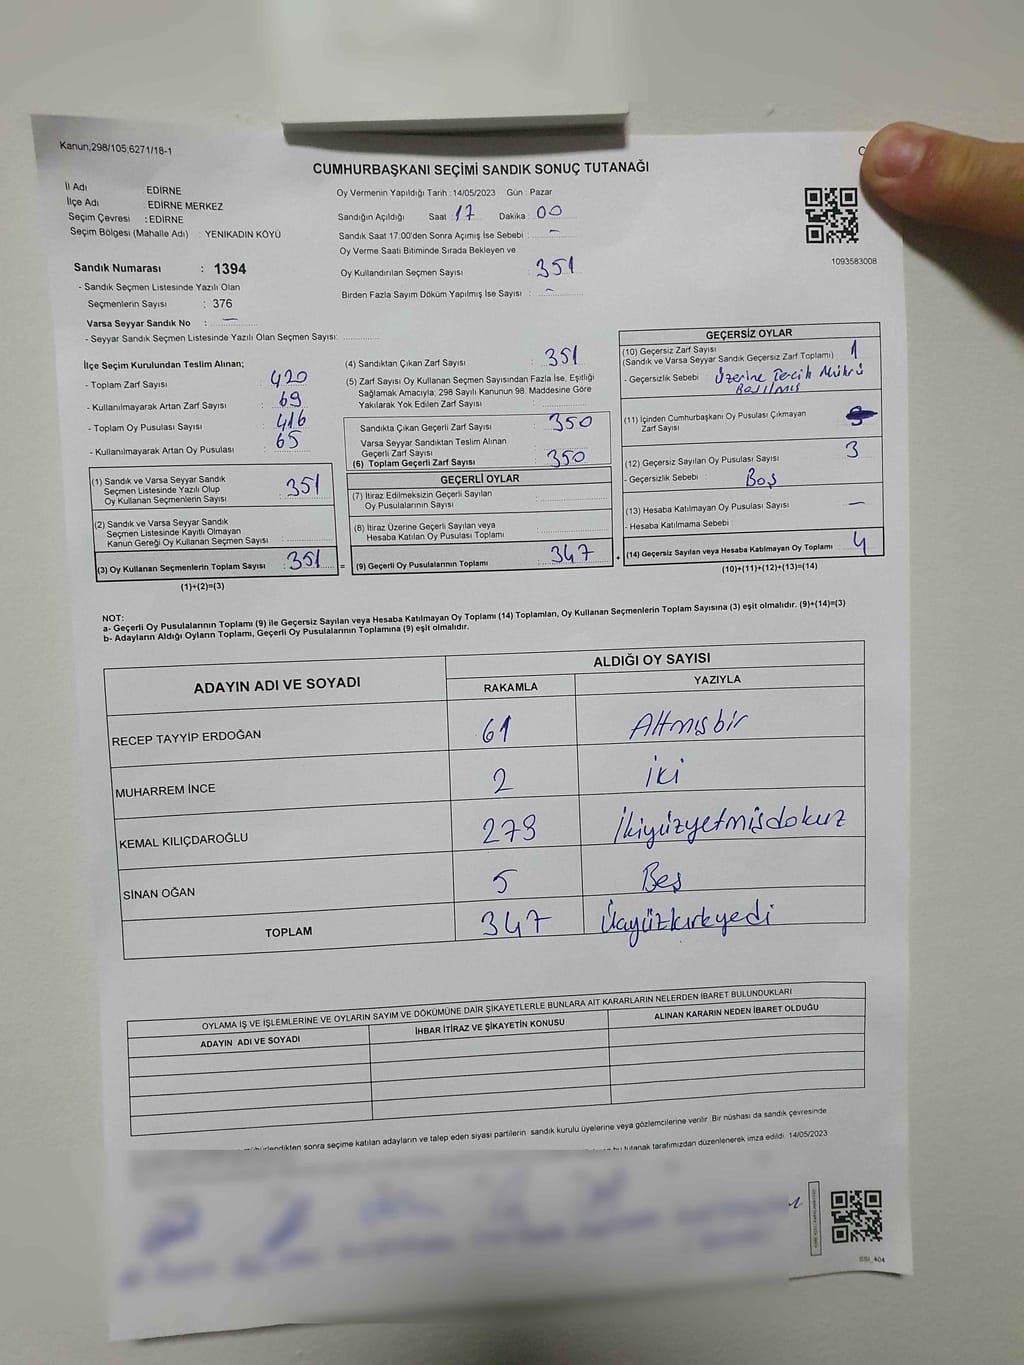 Kanun;298/105,6271/18-1
CUMHURBAŞKANI SEÇİMİ SANDIK SONUÇ TUTANAĞI
İl Adı : EDİRNE
İlçe Adı : EDİRNE MERKEZ
Seçim Çevresi : EDİRNE
Seçim Bölgesi (Mahalle Adı) : YENİKADIN KÖYÜ
Sandık Numarası : 1394
- Sandık Seçmen Listesinde Yazılı Olan
Seçmenlerin Sayısı : 376
Varsa Seyyar Sandık No : —
- Seyyar Sandık Seçmen Listesinde Yazılı Olan Seçmen Sayısı:
Oy Vermenin Yapıldığı Tarih : 14/05/2023 Gün : Pazar
Sandığın Açıldığı Saat 17 Dakika : 00
Sandık Saat 17:00'den Sonra Açımış İse Sebebi : —
Oy Verme Saati Bitiminde Sırada Bekleyen ve
Oy Kullandırılan Seçmen Sayısı : 351
Birden Fazla Sayım Döküm Yapılmış İse Sayısı : —
C
1093583008
İlçe Seçim Kurulundan Teslim Alınan;
- Toplam Zarf Sayısı : 420
- Kullanılmayarak Artan Zarf Sayısı : 69
- Toplam Oy Pusulası Sayısı : 416
- Kullanılmayarak Artan Oy Pusulası : 65
(1) Sandık ve Varsa Seyyar Sandık
Seçmen Listesinde Yazılı Olup
Oy Kullanan Seçmenlerin Sayısı : 351
(2) Sandık ve Varsa Seyyar Sandık
Seçmen Listesinde Kayıtlı Olmayan
Kanun Gereği Oy Kullanan Seçmen Sayısı :
(3) Oy Kullanan Seçmenlerin Toplam Sayısı : 351
(1)+(2)=(3)
(4) Sandıktan Çıkan Zarf Sayısı : 351
(5) Zarf Sayısı Oy Kullanan Seçmen Sayısından Fazla İse, Eşitliği
Sağlamak Amacıyla; 298 Sayılı Kanunun 98. Maddesine Göre
Yakılarak Yok Edilen Zarf Sayısı :
Sandıkta Çıkan Geçerli Zarf Sayısı : 350
Varsa Seyyar Sandıktan Teslim Alınan
Geçerli Zarf Sayısı :
(6) Toplam Geçerli Zarf Sayısı : 350
GEÇERLİ OYLAR
(7) İtiraz Edilmeksizin Geçerli Sayılan
Oy Pusulalarının Sayısı :
(8) İtiraz Üzerine Geçerli Sayılan veya
Hesaba Katılan Oy Pusulası Toplamı :
= (9) Geçerli Oy Pusulalarının Toplamı : 347 +
GEÇERSİZ OYLAR
(10) Geçersiz Zarf Sayısı
(Sandık ve Varsa Seyyar Sandık Geçersiz Zarf Toplamı) : 1
- Geçersizlik Sebebi : Üzerine Tercih Mührü
Basılmış
(11) İçinden Cumhurbaşkanı Oy Pusulası Çıkmayan
Zarf Sayısı
(12) Geçersiz Sayılan Oy Pusulası Sayısı : 3
- Geçersizlik Sebebi : Boş
(13) Hesaba Katılmayan Oy Pusulası Sayısı : —
- Hesaba Katılmama Sebebi :
(14) Geçersiz Sayılan veya Hesaba Katılmayan Oy Toplamı : 4
(10)+(11)+(12)+(13)=(14)
NOT:
a- Geçerli Oy Pusulalarının Toplamı (9) ile Geçersiz Sayılan veya Hesaba Katılmayan Oy Toplamı (14) Toplamları, Oy Kullanan Seçmenlerin Toplam Sayısına (3) eşit olmalıdır. (9)+(14)=(3)
b- Adayların Aldığı Oyların Toplamı, Geçerli Oy Pusulalarının Toplamına (9) eşit olmalıdır.
ADAYIN ADI VE SOYADI
ALDIĞI OY SAYISI
RAKAMLA YAZIYLA
RECEP TAYYİP ERDOĞAN 61 Altmışbir
MUHARREM İNCE 2 İki
KEMAL KILIÇDAROĞLU 279 İkiyüzyetmişdokuz
SİNAN OĞAN 5 Beş
TOPLAM 347 Üçyüzkırkyedi
OYLAMA İŞ VE İŞLEMLERİNE VE OYLARIN SAYIM VE DÖKÜMÜNE DAİR ŞİKAYETLERLE BUNLARA AİT KARARLARIN NELERDEN İBARET BULUNDUKLARI
ADAYIN ADI VE SOYADI İHBAR İTİRAZ VE ŞİKAYETİN KONUSU ALINAN KARARIN NEDEN İBARET OLDUĞU
sonra seçime katılan adayların ve talep eden siyasi partilerin sandık kurulu üyelerine veya gözlemcilerine verilir. Bir nüshası da sandık çevresinde
bu tutanak tarafımızdan düzenlenerek imza edildi. 14/05/2023
SSI_404